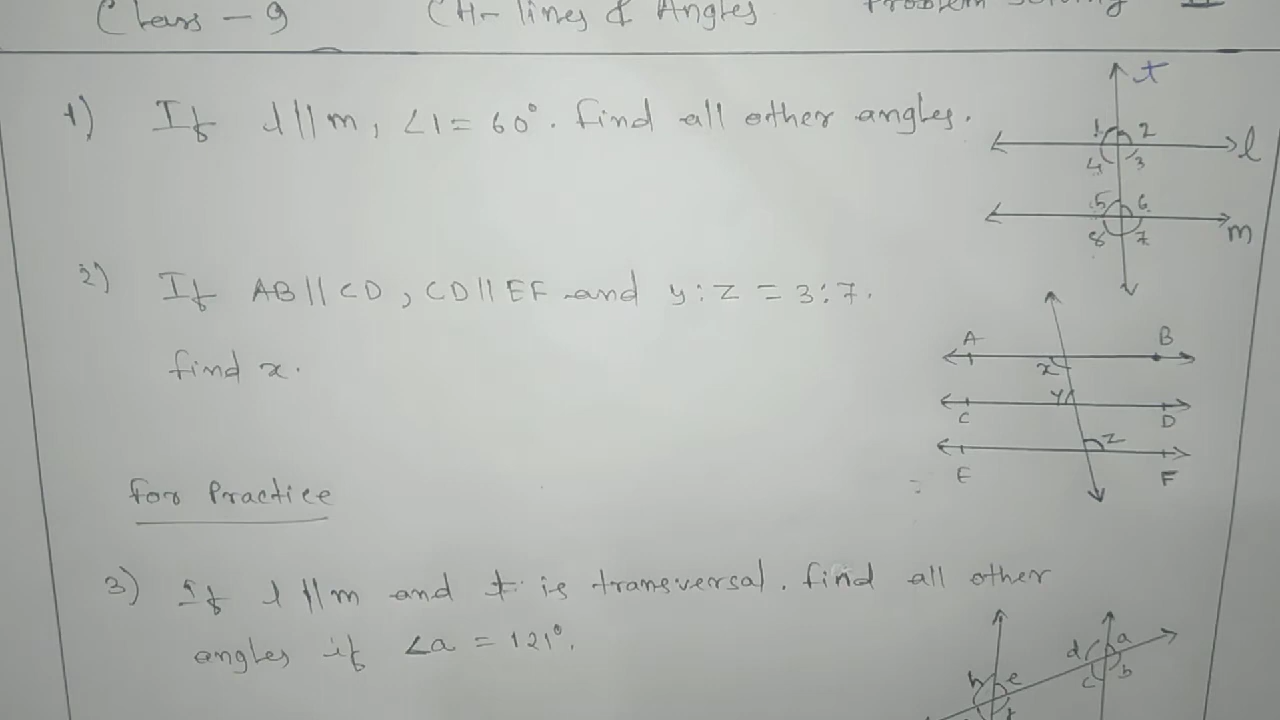 Class - 9 CH- lines & Angles Problem Solving
1) If l||m, ∠1 = 60°. find all other angles.
t
1 2
l
4 3
5 6
m
8 7
2) If AB||CD, CD||EF and y:z = 3:7.
find x.
A B
x
y
C D
z
E F
for Practice
3) If l||m and t is transversal. find all other
angles if ∠a = 121°.
d a
c b
h e